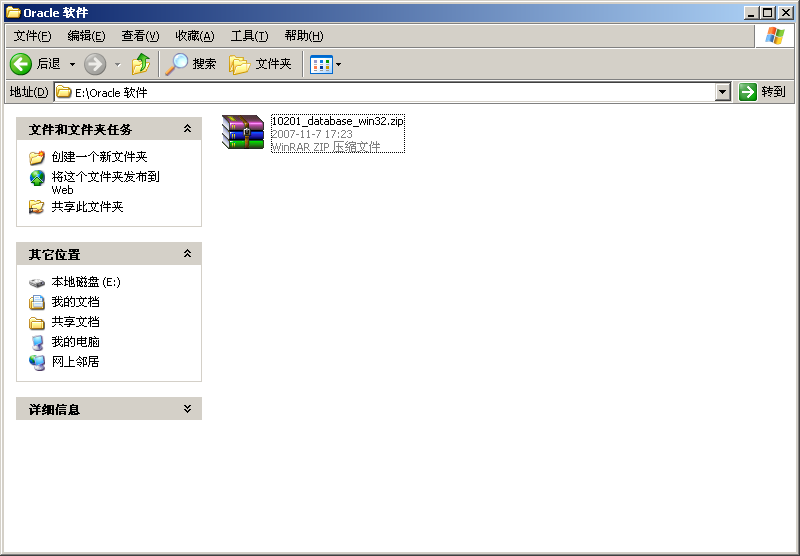 Oracle 软件
文件(F) 编辑(E) 查看(V) 收藏(A) 工具(T) 帮助(H)
后退 搜索 文件夹
地址(D) E:\Oracle 软件 转到
文件和文件夹任务
创建一个新文件夹
将这个文件夹发布到
Web
共享此文件夹
其它位置
本地磁盘 (E:)
我的文档
共享文档
我的电脑
网上邻居
详细信息
10201_database_win32.zip
2007-11-7 17:23
WinRAR ZIP 压缩文件